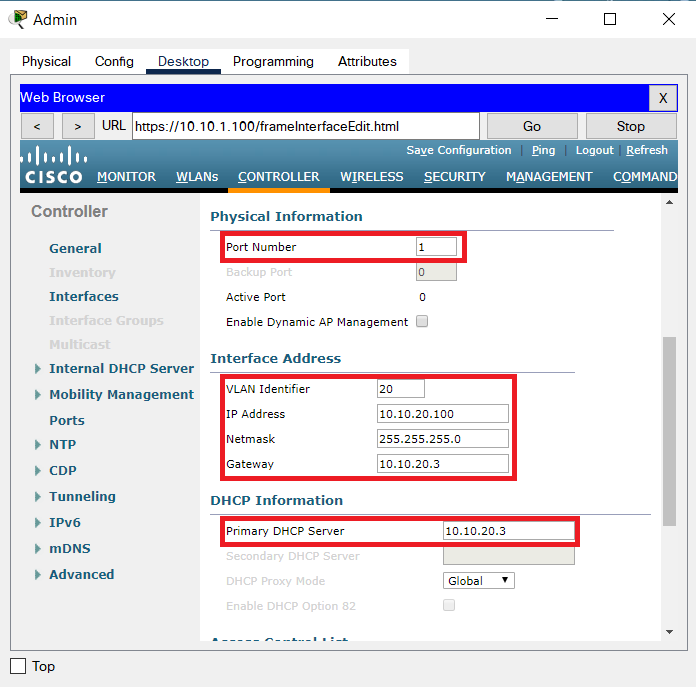 Admin
Physical Config Desktop Programming Attributes
Web Browser X
< > URL https://10.10.1.100/frameInterfaceEdit.html Go Stop
Save Configuration | Ping | Logout | Refresh
CISCO MONITOR WLANs CONTROLLER WIRELESS SECURITY MANAGEMENT COMMAND
Controller
General
Inventory
Interfaces
Interface Groups
Multicast
Internal DHCP Server
Mobility Management
Ports
NTP
CDP
Tunneling
IPv6
mDNS
Advanced
Physical Information
Port Number 1
Backup Port 0
Active Port 0
Enable Dynamic AP Management
Interface Address
VLAN Identifier 20
IP Address 10.10.20.100
Netmask 255.255.255.0
Gateway 10.10.20.3
DHCP Information
Primary DHCP Server 10.10.20.3
Secondary DHCP Server
DHCP Proxy Mode Global
Enable DHCP Option 82
Access Control List
Top